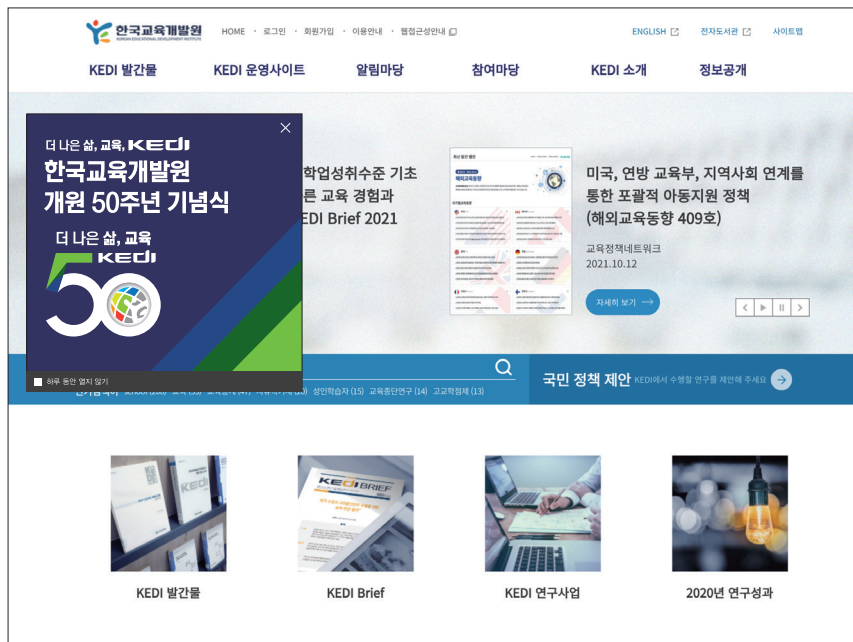 한국교육개발원
KOREAN EDUCATIONAL DEVELOPMENT INSTITUTE
HOME · 로그인 · 회원가입 · 이용안내 · 웹접근성안내
ENGLISH 전자도서관 사이트맵
KEDI 발간물 KEDI 운영사이트 알림마당 참여마당 KEDI 소개 정보공개
더 나은 삶, 교육, KEDI
한국교육개발원
개원 50주년 기념식
더 나은 삶, 교육
KEDI
50
하루 동안 열지 않기
학업성취수준 기초
른 교육 경험과
EDI Brief 2021
해외교육동향
미국, 연방 교육부, 지역사회 연계를
통한 포괄적 아동지원 정책
(해외교육동향 409호)
교육정책네트워크
2021.10.12
자세히 보기
성인학습자 (15) 교육종단연구 (14) 고교학점제 (13)
국민 정책 제안 KEDI에서 수행할 연구를 제안해 주세요
KEDI
KEDI BRIEF
KEDI 발간물
KEDI Brief
KEDI 연구사업
2020년 연구성과